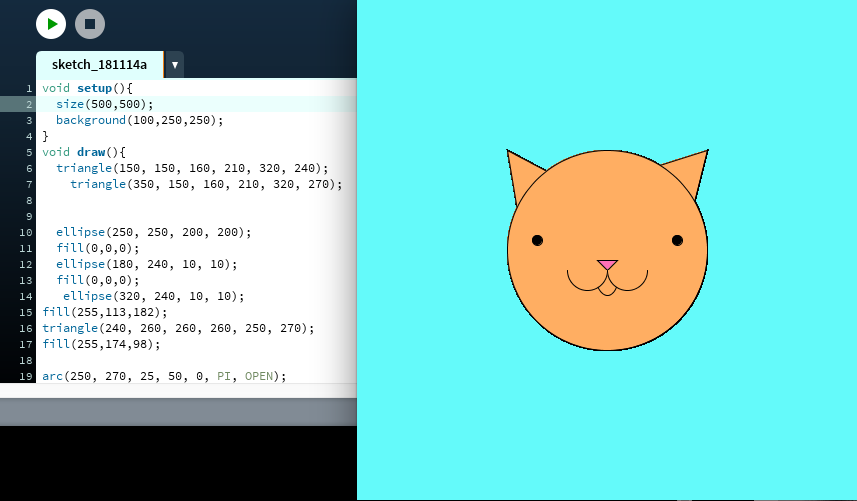 sketch_181114a
1 void setup(){
2 size(500,500);
3 background(100,250,250);
4 }
5 void draw(){
6 triangle(150, 150, 160, 210, 320, 240);
7 triangle(350, 150, 160, 210, 320, 270);
8
9
10 ellipse(250, 250, 200, 200);
11 fill(0,0,0);
12 ellipse(180, 240, 10, 10);
13 fill(0,0,0);
14 ellipse(320, 240, 10, 10);
15 fill(255,113,182);
16 triangle(240, 260, 260, 260, 250, 270);
17 fill(255,174,98);
18
19 arc(250, 270, 25, 50, 0, PI, OPEN);